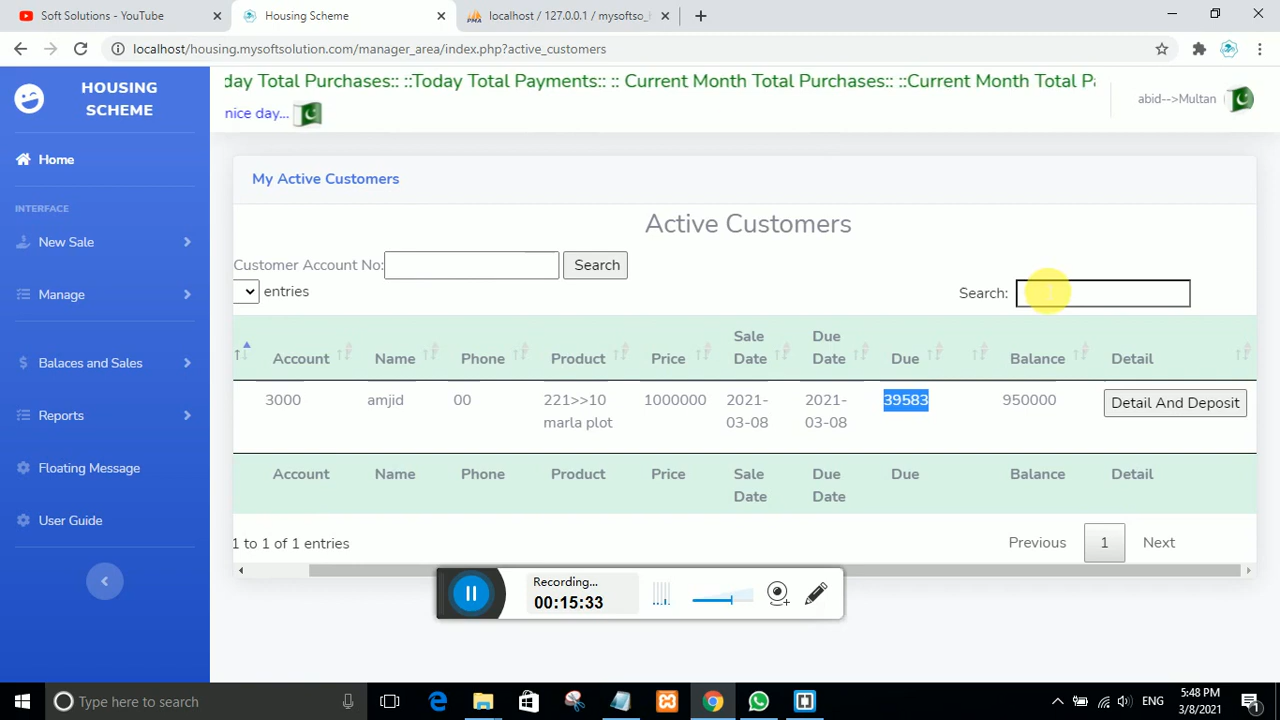 Soft Solutions - YouTube
Housing Scheme
localhost / 127.0.0.1 / mysoftso_
localhost/housing.mysoftsolution.com/manager_area/index.php?active_customers
HOUSING
SCHEME
day Total Purchases:: ::Today Total Payments:: :: Current Month Total Purchases:: ::Current Month Total Pa
nice day...
abid-->Multan
Home
INTERFACE
New Sale
Manage
Balaces and Sales
Reports
Floating Message
User Guide
My Active Customers
Active Customers
Customer Account No:
Search
entries
Search:
Account Name Phone Product Price Sale Date Due Date Due Balance Detail
3000 amjid 00 221>>10 marla plot 1000000 2021-03-08 2021-03-08 39583 950000 Detail And Deposit
Account Name Phone Product Price Sale Date Due Date Due Balance Detail
1 to 1 of 1 entries
Previous 1 Next
Recording...
00:15:33
Type here to search
ENG
5:48 PM
3/8/2021
1